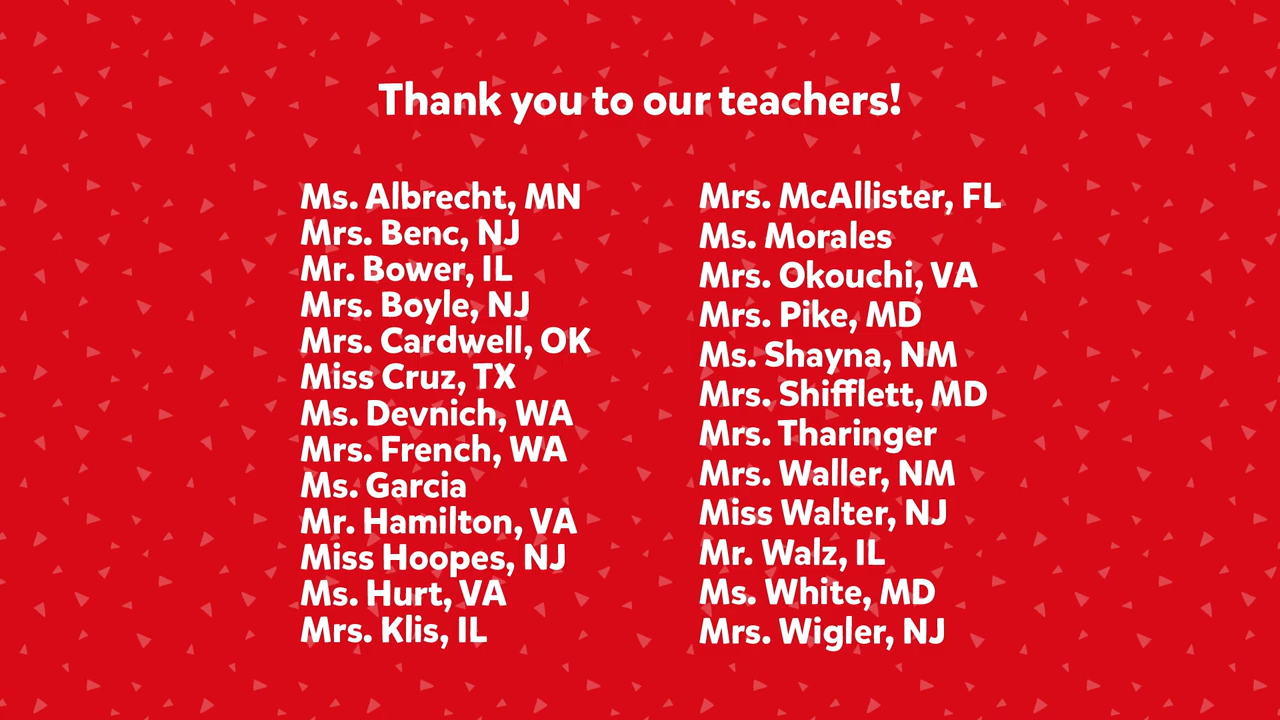 Thank you to our teachers!
Ms. Albrecht, MN
Mrs. Benc, NJ
Mr. Bower, IL
Mrs. Boyle, NJ
Mrs. Cardwell, OK
Miss Cruz, TX
Ms. Devnich, WA
Mrs. French, WA
Ms. Garcia
Mr. Hamilton, VA
Miss Hoopes, NJ
Ms. Hurt, VA
Mrs. Klis, IL
Mrs. McAllister, FL
Ms. Morales
Mrs. Okouchi, VA
Mrs. Pike, MD
Ms. Shayna, NM
Mrs. Shifflett, MD
Mrs. Tharinger
Mrs. Waller, NM
Miss Walter, NJ
Mr. Walz, IL
Ms. White, MD
Mrs. Wigler, NJ